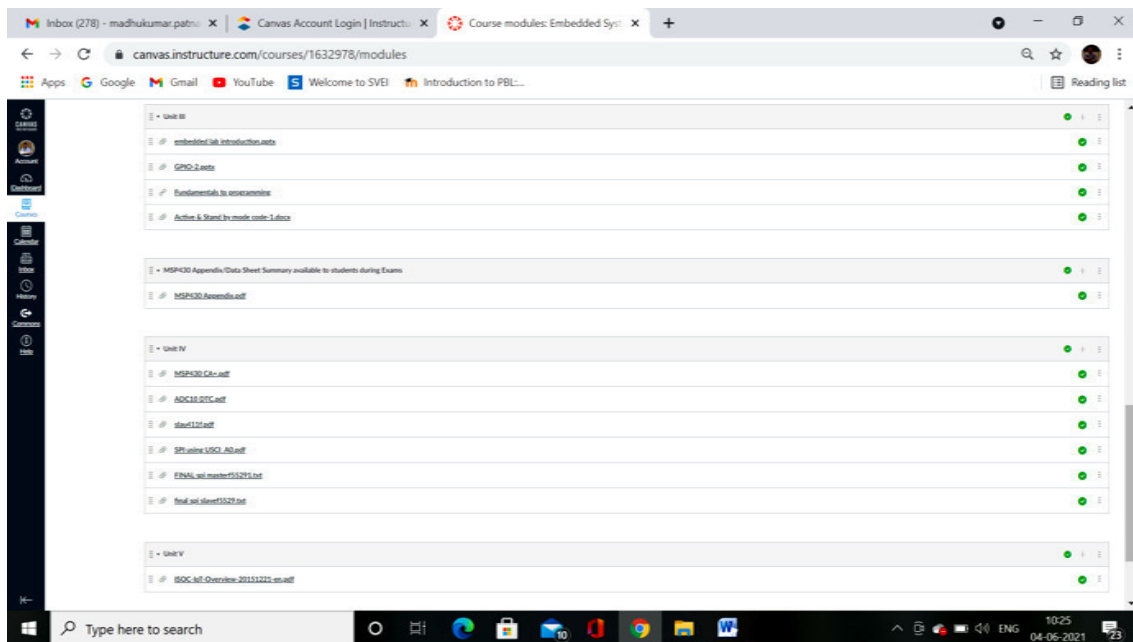 Inbox (278) - madhukumar.patna
Canvas Account Login | Instructu
Course modules: Embedded Syst
canvas.instructure.com/courses/1632978/modules
Apps
Google
Gmail
YouTube
Welcome to SVEI
Introduction to PBL:...
Reading list
CANVAS
Account
Dashboard
Courses
Calendar
Inbox
History
Commons
Help
Unit III
embedded lab introduction.pptx
GPIO-2.pptx
Fundamentals to programming
Active & Stand by mode code-1.docx
MSP430 Appendix/Data Sheet Summary available to students during Exams
MSP430 Appendix.pdf
Unit IV
MSP430 CA+.pdf
ADC10 DTC.pdf
slau411f.pdf
SPI using USCI_A0.pdf
FINAL spi masterf55291.txt
final spi slavef5529.txt
Unit V
ISOC-IoT-Overview-20151221-en.pdf
Type here to search
10
ENG
10:25
04-06-2021
23